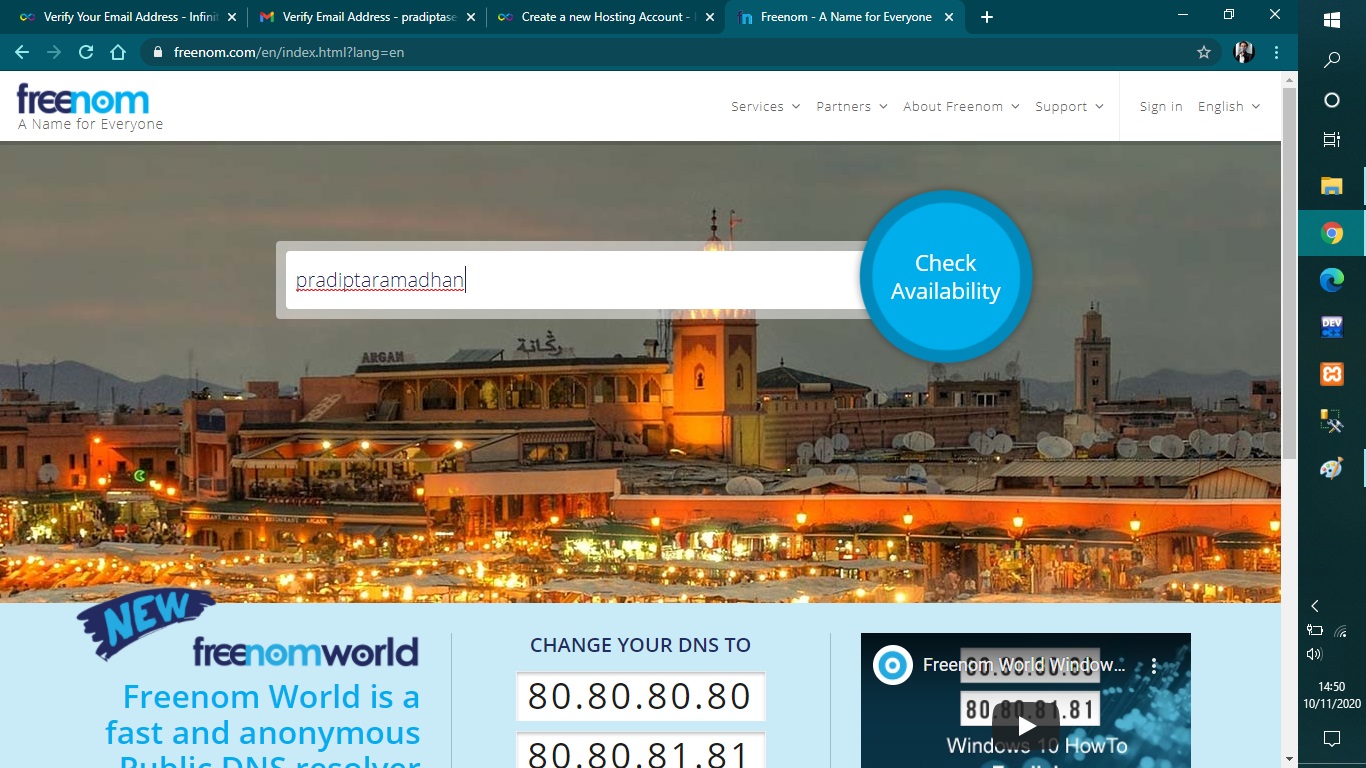 Verify Your Email Address - Infinit
Verify Email Address - pradiptase
Create a new Hosting Account -
Freenom - A Name for Everyone
freenom.com/en/index.html?lang=en
freenom
A Name for Everyone
Services
Partners
About Freenom
Support
Sign in
English
pradiptaramadhan
Check
Availability
ARGAN
رڭانة
NEW
freenomworld
Freenom World is a
fast and anonymous
Public DNS resolver
CHANGE YOUR DNS TO
80.80.80.80
80.80.81.81
Freenom World Window...
80.80.80.80
80.80.81.81
Windows 10 HowTo
DEV
14:50
10/11/2020